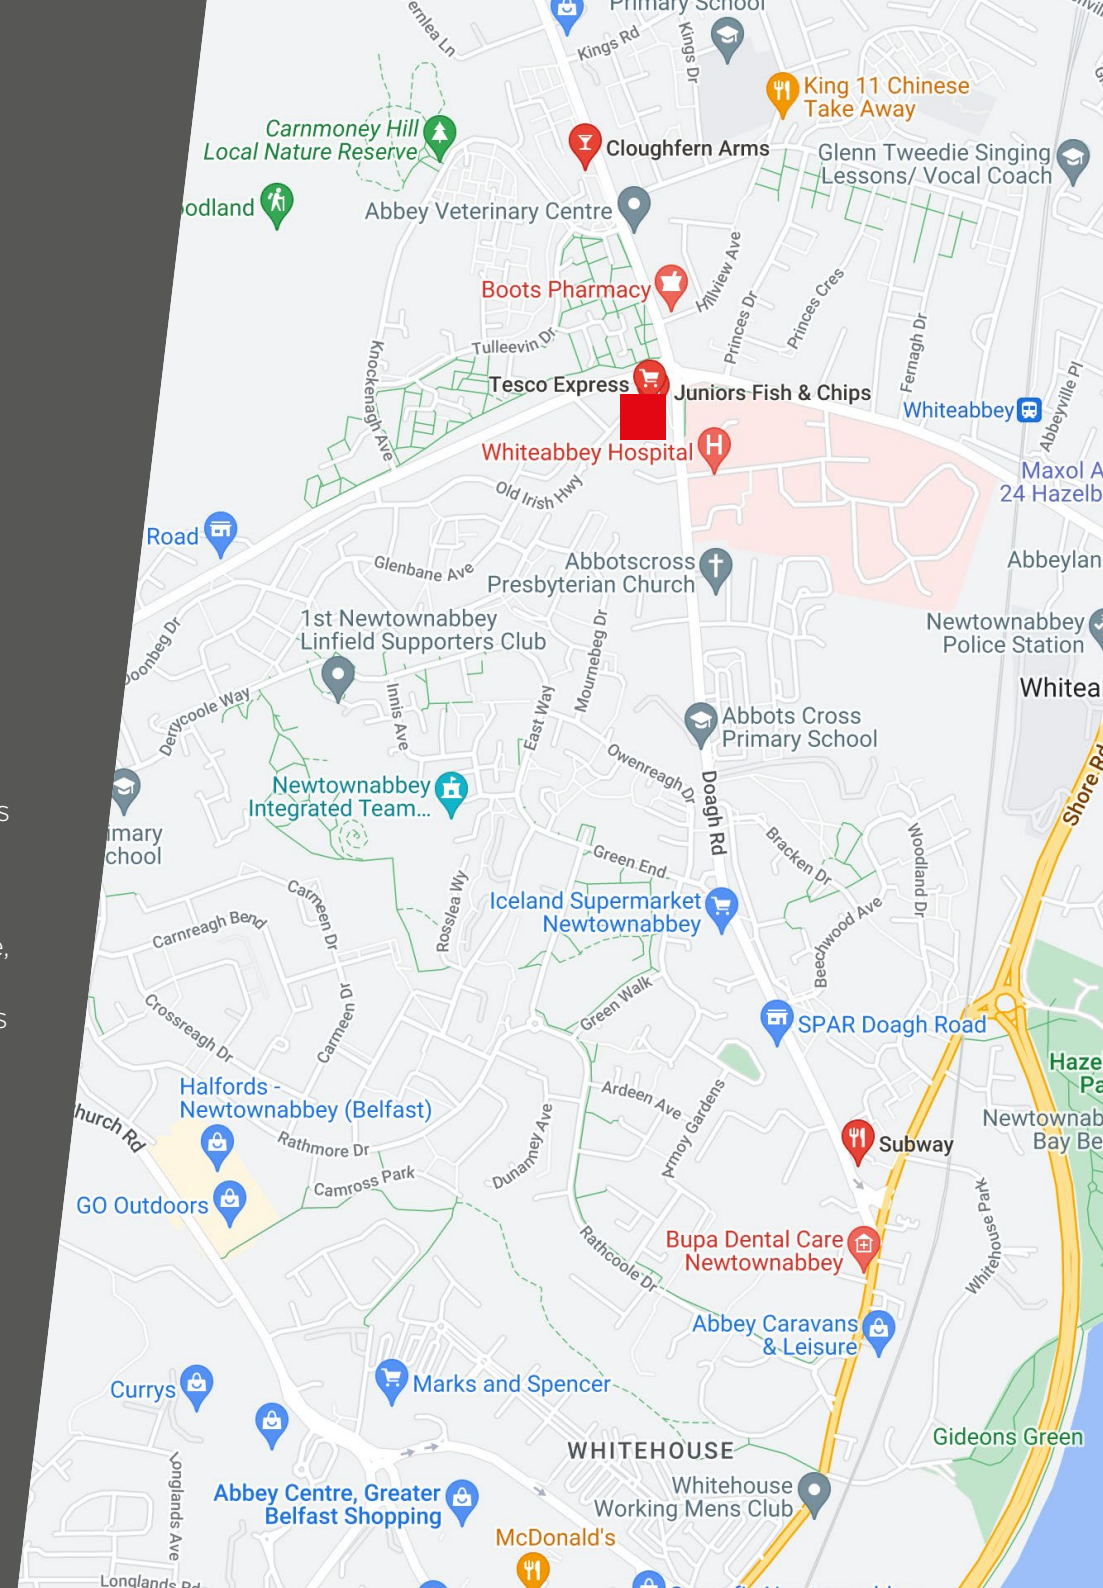 Primary School
ernlea Ln
Kings Rd
Kings Dr
King 11 Chinese
Take Away
Carnmoney Hill
Local Nature Reserve
Cloughfern Arms
Glenn Tweedie Singing
Lessons/ Vocal Coach
odland
Abbey Veterinary Centre
Hillview Ave
Boots Pharmacy
Princes Dr
Princes Cres
Fernagh Dr
Tulleevin Dr
Knockenagh Ave
Tesco Express
Juniors Fish & Chips
Whiteabbey
Abbeyville Pl
Whiteabbey Hospital
H
Maxol A
24 Hazelb
Old Irish Hwy
Road
Abbotscross
Presbyterian Church
Abbeylan
Glenbane Ave
1st Newtownabbey
Linfield Supporters Club
Newtownabbey
Police Station
Doonbeg Dr
Mournebeg Dr
Whitea
Derrycoole Way
Innis Ave
East Way
Abbots Cross
Primary School
Owenreagh Dr
Newtownabbey
Integrated Team...
Doagh Rd
Shore Rd
s
imary
chool
Green End
Bracken Dr
Woodland Dr
Carmeen Dr
Rosslea Wy
Iceland Supermarket
Newtownabbey
Carnreagh Bend
Beechwood Ave
e,
Green Walk
Crossreagh Dr
Carmeen Dr
SPAR Doagh Road
s
Haze
Pa
Halfords -
Newtownabbey (Belfast)
Ardeen Ave
Armoy Gardens
Newtownab
Bay Be
hurch Rd
Rathmore Dr
Dunamney Ave
Subway
Camross Park
GO Outdoors
Whitehouse Park
Rathcoole Dr
Bupa Dental Care
Newtownabbey
Abbey Caravans
& Leisure
Currys
Marks and Spencer
Gideons Green
WHITEHOUSE
Longlands Ave
Whitehouse
Working Mens Club
Abbey Centre, Greater
Belfast Shopping
McDonald's
Longlands Rd